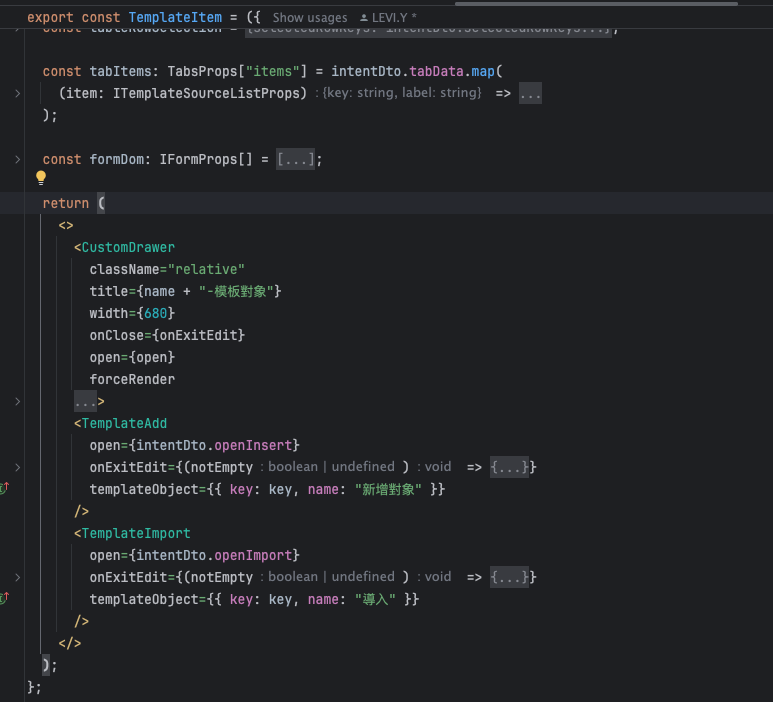 export const TemplateItem = ({ Show usages LEVI.Y *
const tableRowSelection = {selectedRowKeys: intentDto.selectedRowKeys...};
const tabItems: TabsProps["items"] = intentDto.tabData.map(
(item: ITemplateSourceListProps) : {key: string, label: string} => ...
);
const formDom: IFormProps[] = [...];
return (
<>
<CustomDrawer
className="relative"
title={name + "-模板對象"}
width={680}
onClose={onExitEdit}
open={open}
forceRender
...>
<TemplateAdd
open={intentDto.openInsert}
onExitEdit={(notEmpty : boolean | undefined ) : void => {...}}
templateObject={{ key: key, name: "新增對象" }}
/>
<TemplateImport
open={intentDto.openImport}
onExitEdit={(notEmpty : boolean | undefined ) : void => {...}}
templateObject={{ key: key, name: "導入" }}
/>
</>
);
};